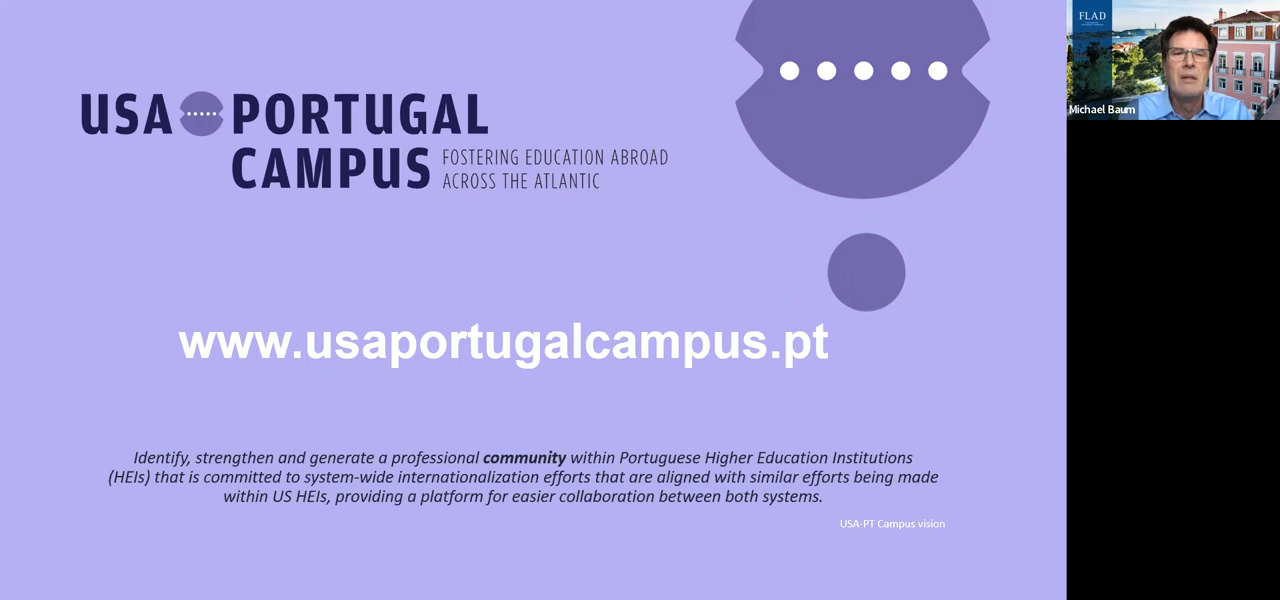 USA PORTUGAL
CAMPUS
FOSTERING EDUCATION ABROAD
ACROSS THE ATLANTIC
www.usaportugalcampus.pt
Identify, strengthen and generate a professional community within Portuguese Higher Education Institutions
(HEIs) that is committed to system-wide internationalization efforts that are aligned with similar efforts being made
within US HEIs, providing a platform for easier collaboration between both systems.
USA-PT Campus vision
FLAD
Michael Baum